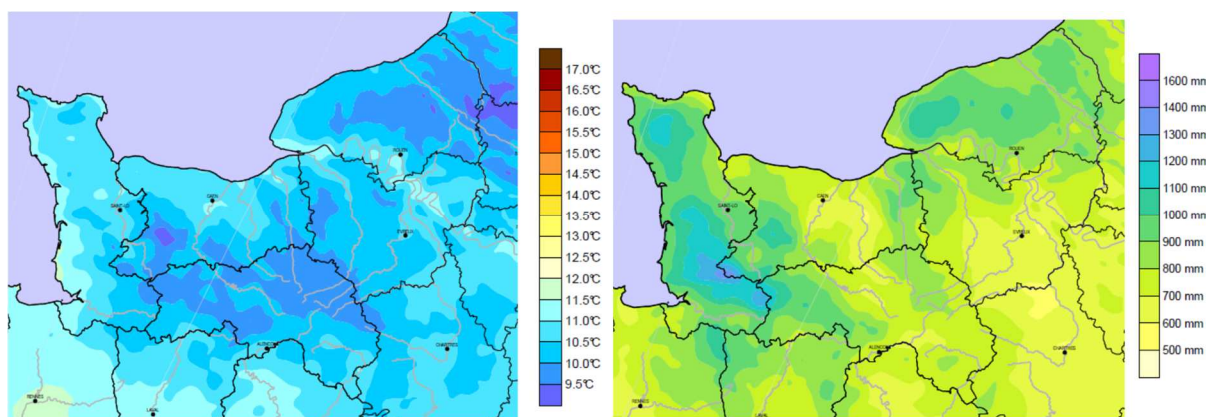 ROUEN
SAINT-LO
CAEN
EVREUX
ALENCON
CHARTRES
RENNES
LAVAL
17.0°C
16.5°C
16.0°C
15.5°C
15.0°C
14.5°C
14.0°C
13.5°C
13.0°C
12.5°C
12.0°C
11.5°C
11.0°C
10.5°C
10.0°C
9.5°C
ROUEN
SAINT-LO
CAEN
EVREUX
ALENCON
CHARTRES
RENNES
LAVAL
1600 mm
1400 mm
1300 mm
1200 mm
1100 mm
1000 mm
900 mm
800 mm
700 mm
600 mm
500 mm